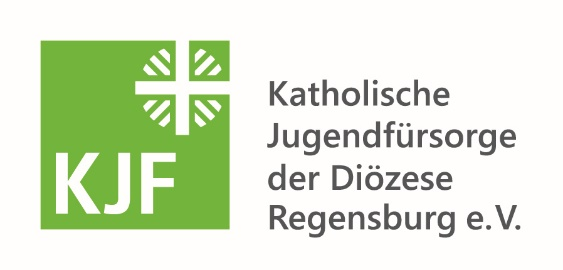 KJF
Katholische
Jugendfürsorge
der Diözese
Regensburg e.V.